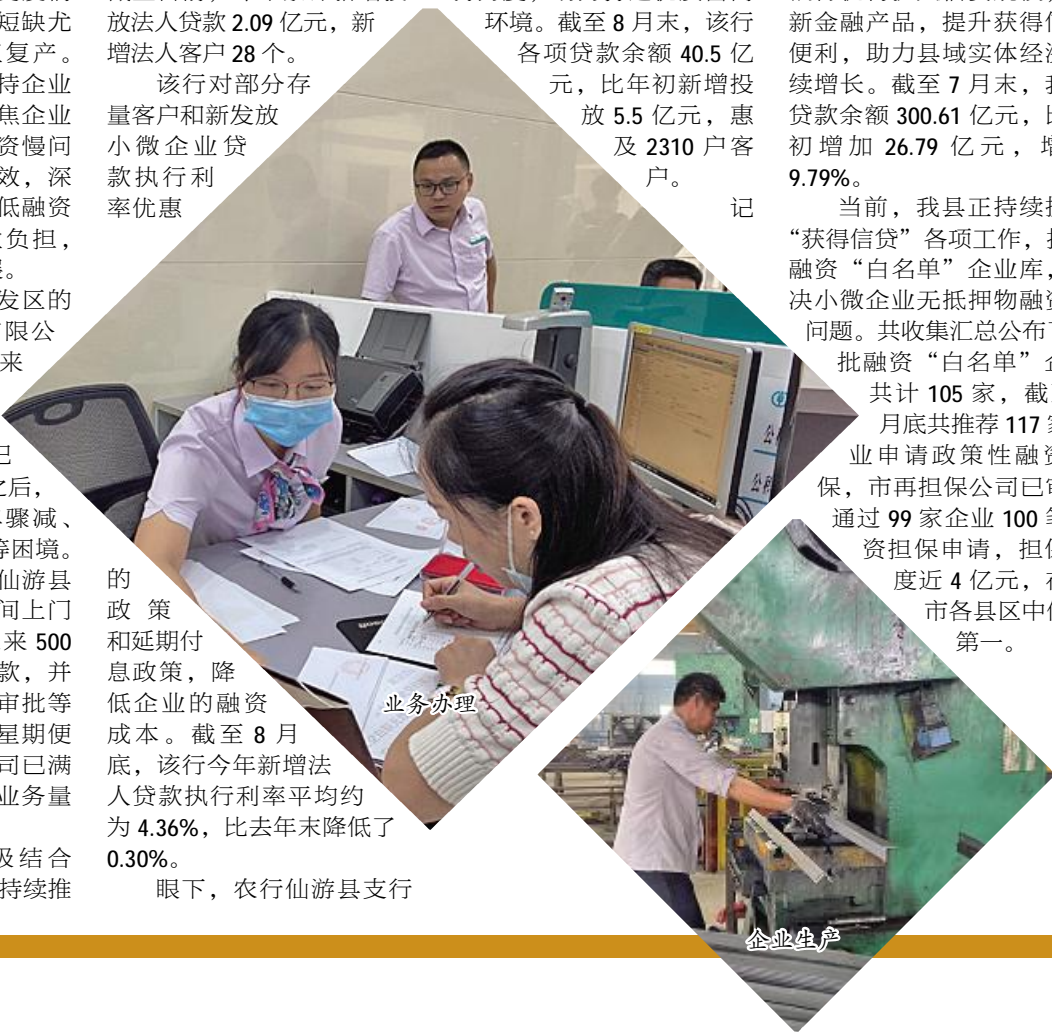 短缺尤
复产。
持企业
焦企业
资慢问
效，深
低融资
负担，
发区的
限公
来
之后，
骤减、
等困境。
仙游县
间上门
来 500
款，并
审批等
星期便
司已满
业务量
及结合
持续推
放法人贷款 2.09 亿元，新
增法人客户 28 个。
该行对部分存
量客户和新发放
小微企业贷
款执行利
率优惠
的
政策
和延期付
息政策，降
低企业的融资
成本。截至 8 月
底，该行今年新增法
人贷款执行利率平均约
为 4.36%，比去年末降低了
0.30%。
眼下，农行仙游县支行
环境。截至 8 月末，该行
各项贷款余额 40.5 亿
元，比年初新增投
放 5.5 亿元，惠
及 2310 户客
户。
记
新金融产品，提升获得
便利，助力县域实体经
续增长。截至 7 月末，
贷款余额 300.61 亿元，
初增加 26.79 亿元，
9.79%。
当前，我县正持续
“获得信贷”各项工作，
融资“白名单”企业库，
决小微企业无抵押物融资
问题。共收集汇总公布
批融资“白名单”
共计 105 家，截
月底共推荐 117
业申请政策性融资
保，市再担保公司已
通过 99 家企业 100
资担保申请，担保
度近 4 亿元，
市各县区中
第一。
业务办理
企业生产